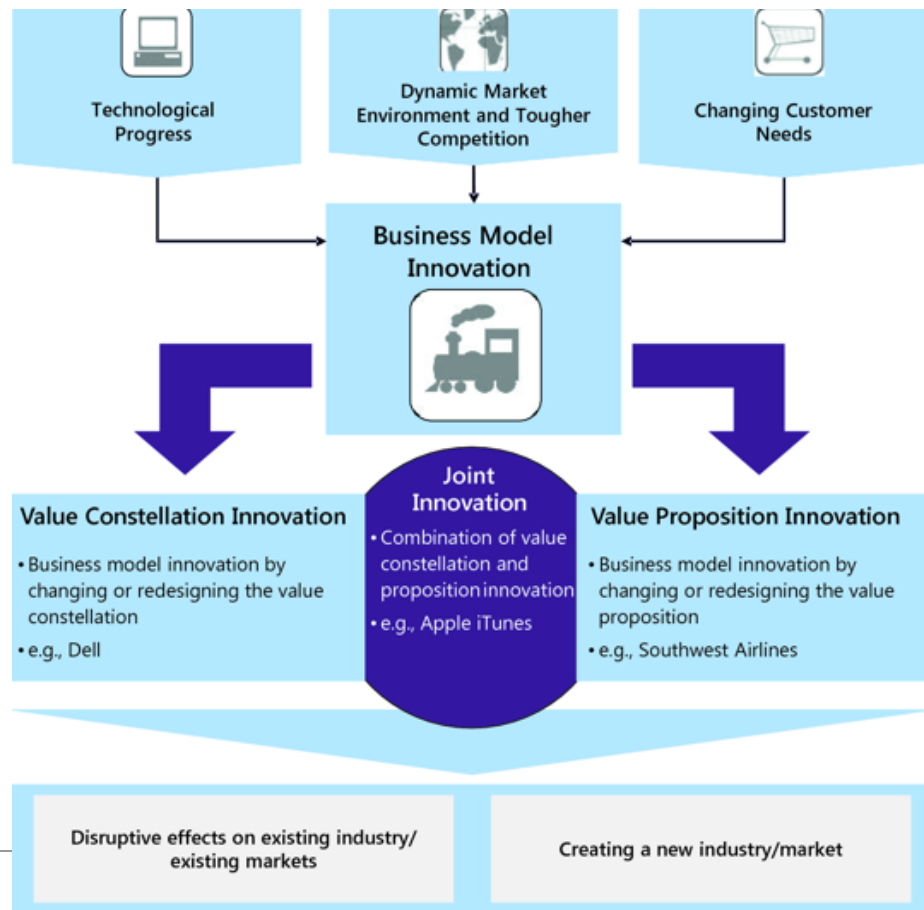 Technological
Progress
Dynamic Market
Environment and Tougher
Competition
Changing Customer
Needs
Business Model
Innovation
Joint
Innovation
• Combination of value
constellation and
proposition innovation
• e.g., Apple iTunes
Value Constellation Innovation
• Business model innovation by
changing or redesigning the value
constellation
• e.g., Dell
Value Proposition Innovation
• Business model innovation by
changing or redesigning the value
proposition
• e.g., Southwest Airlines
Disruptive effects on existing industry/
existing markets
Creating a new industry/market